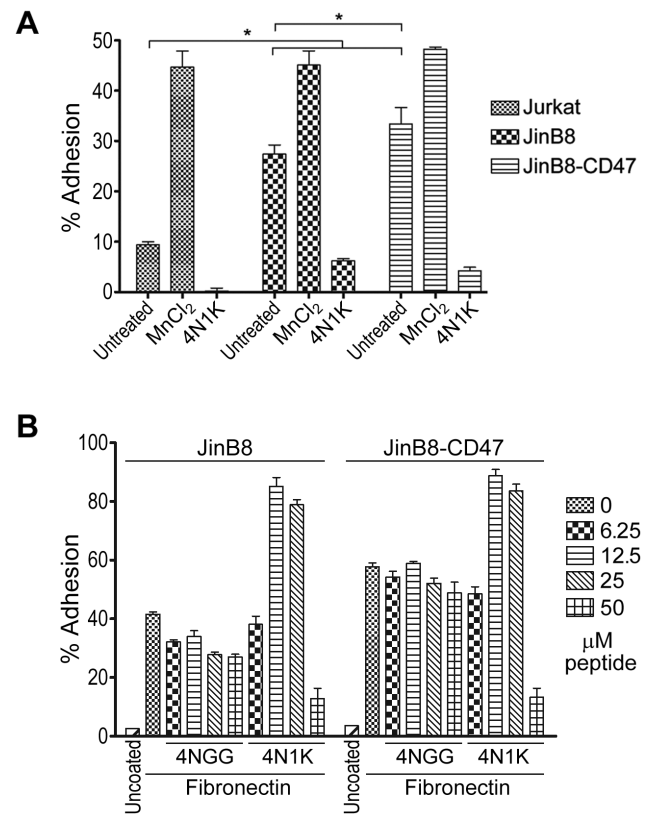 A
*
*
50
40
30
20
10
0
% Adhesion
Jurkat
JinB8
JinB8-CD47
Untreated
MnCl₂
4N1K
Untreated
MnCl₂
4N1K
Untreated
MnCl₂
4N1K
B
JinB8
JinB8-CD47
100
80
60
40
20
0
% Adhesion
0
6.25
12.5
25
50
μM
peptide
Uncoated
4NGG
4N1K
Fibronectin
Uncoated
4NGG
4N1K
Fibronectin